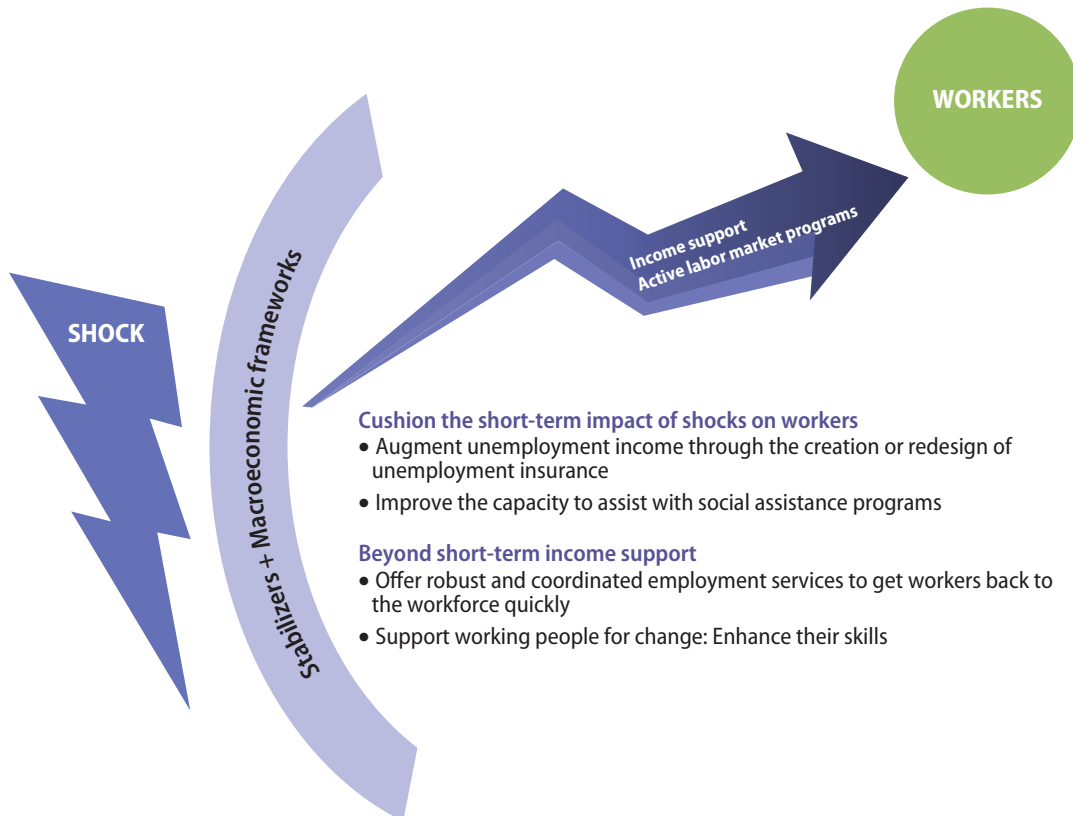 WORKERS
Income support
Active labor market programs
SHOCK
Stabilizers + Macroeconomic frameworks
Cushion the short-term impact of shocks on workers
• Augment unemployment income through the creation or redesign of
unemployment insurance
• Improve the capacity to assist with social assistance programs
Beyond short-term income support
• Offer robust and coordinated employment services to get workers back to
the workforce quickly
• Support working people for change: Enhance their skills